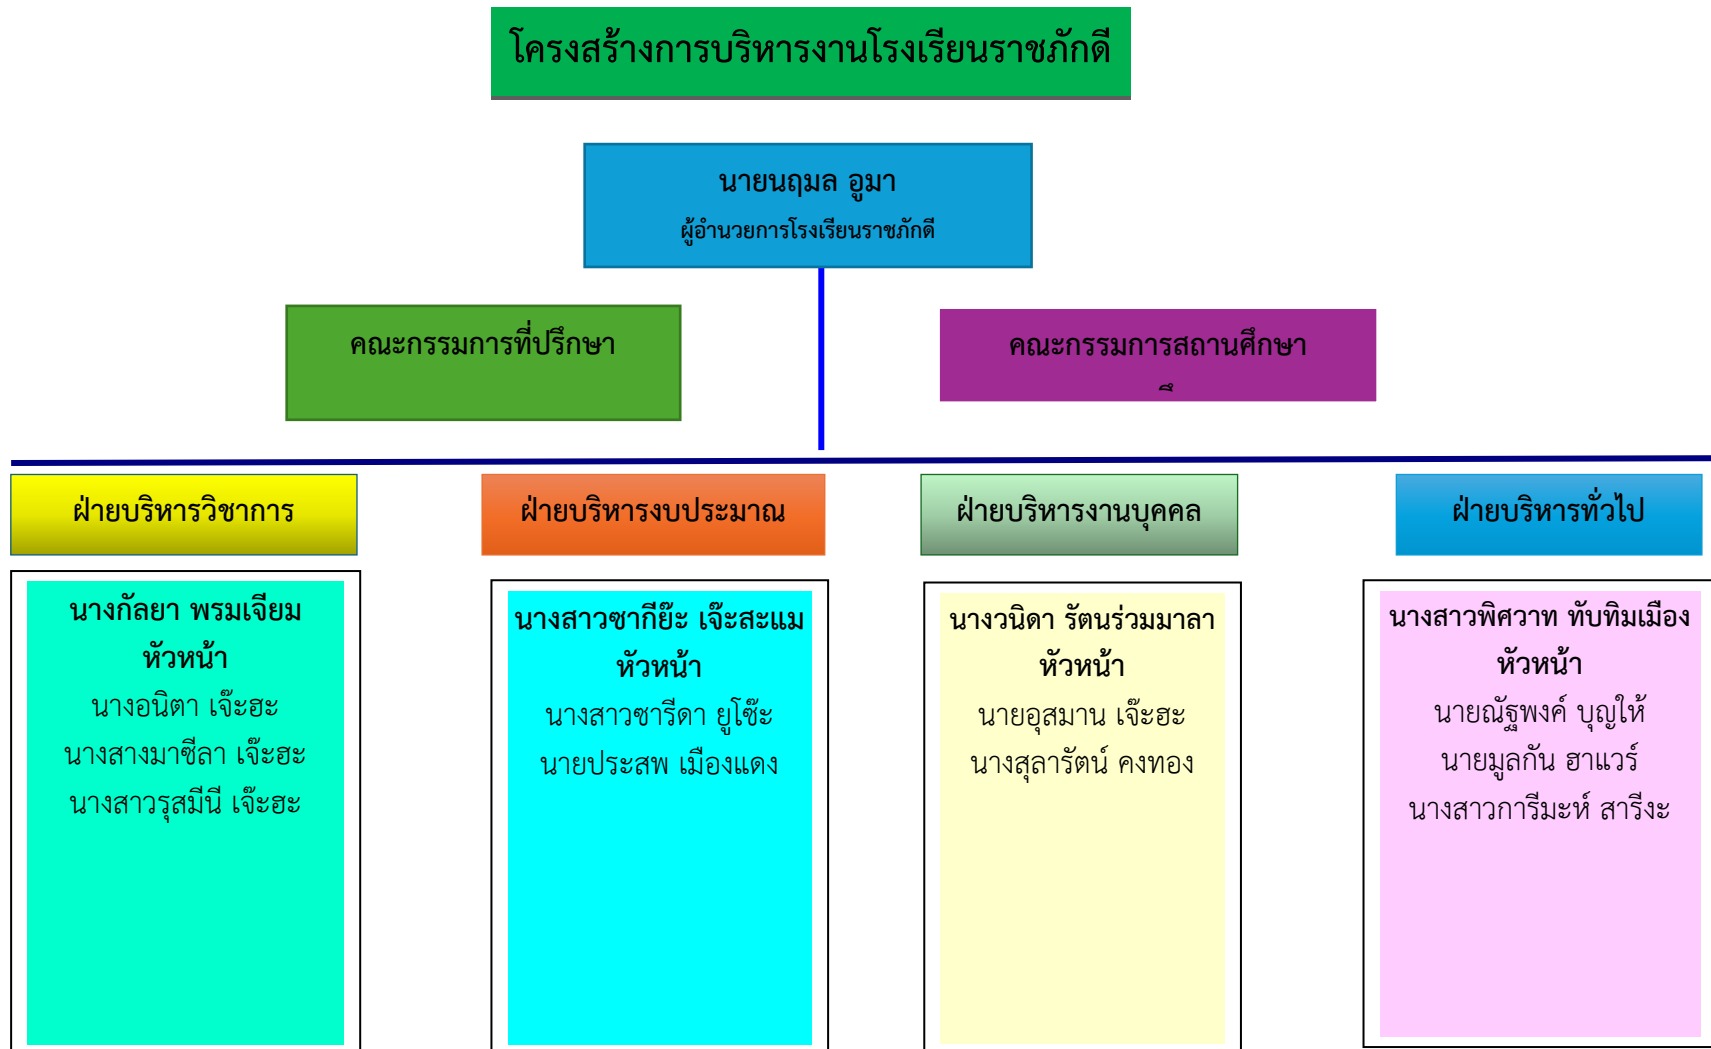 โครงสร้างการบริหารงานโรงเรียนราชภักดี
นายนฤมล อูมา
ผู้อำนวยการโรงเรียนราชภักดี
คณะกรรมการที่ปรึกษา
คณะกรรมการสถานศึกษา
ฝ่ายบริหารวิชาการ
ฝ่ายบริหารงบประมาณ
ฝ่ายบริหารงานบุคคล
ฝ่ายบริหารทั่วไป
นางกัลยา พรมเจียม
หัวหน้า
นางอนิตา เจ๊ะฮะ
นางสางมาซีลา เจ๊ะฮะ
นางสาวรุสมีนี เจ๊ะฮะ
นางสาวซากีย๊ะ เจ๊ะสะแม
หัวหน้า
นางสาวซารีดา ยูโซ๊ะ
นายประสพ เมืองแดง
นางวนิดา รัตนร่วมมาลา
หัวหน้า
นายอุสมาน เจ๊ะฮะ
นางสุลารัตน์ คงทอง
นางสาวพิศวาท ทับทิมเมือง
หัวหน้า
นายณัฐพงค์ บุญให้
นายมูลกัน ฮาแวร์
นางสาวการีมะห์ สารีงะ